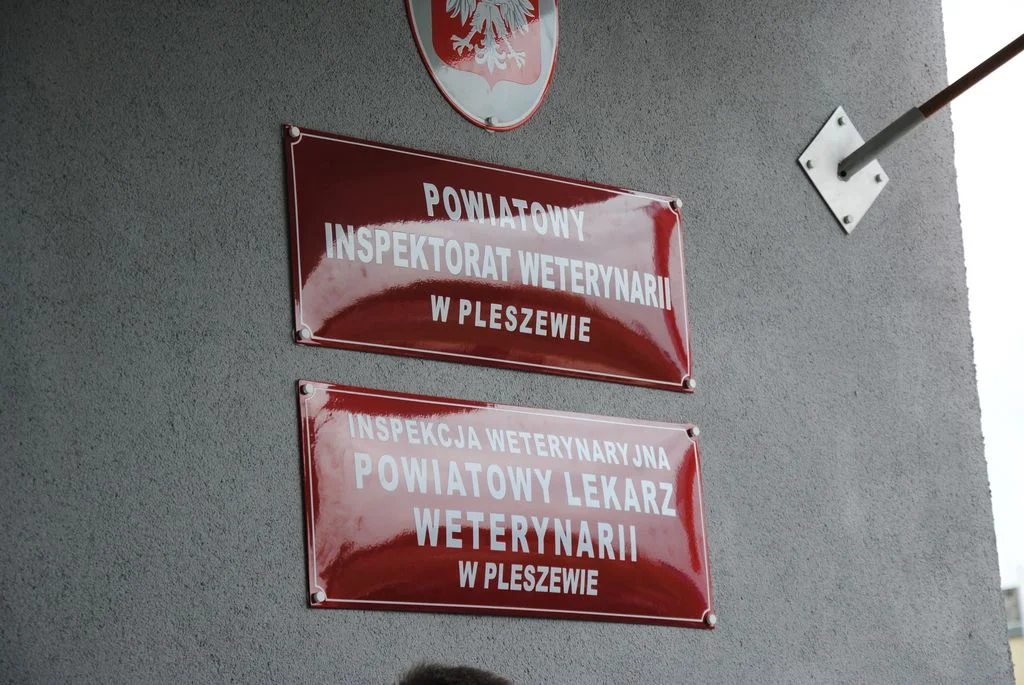 POWIATOWY
INSPEKTORAT WETERYNARII
W PLESZEWIE
INSPEKCJA WETERYNARYJNA
POWIATOWY LEKARZ
WETERYNARII
W PLESZEWIE